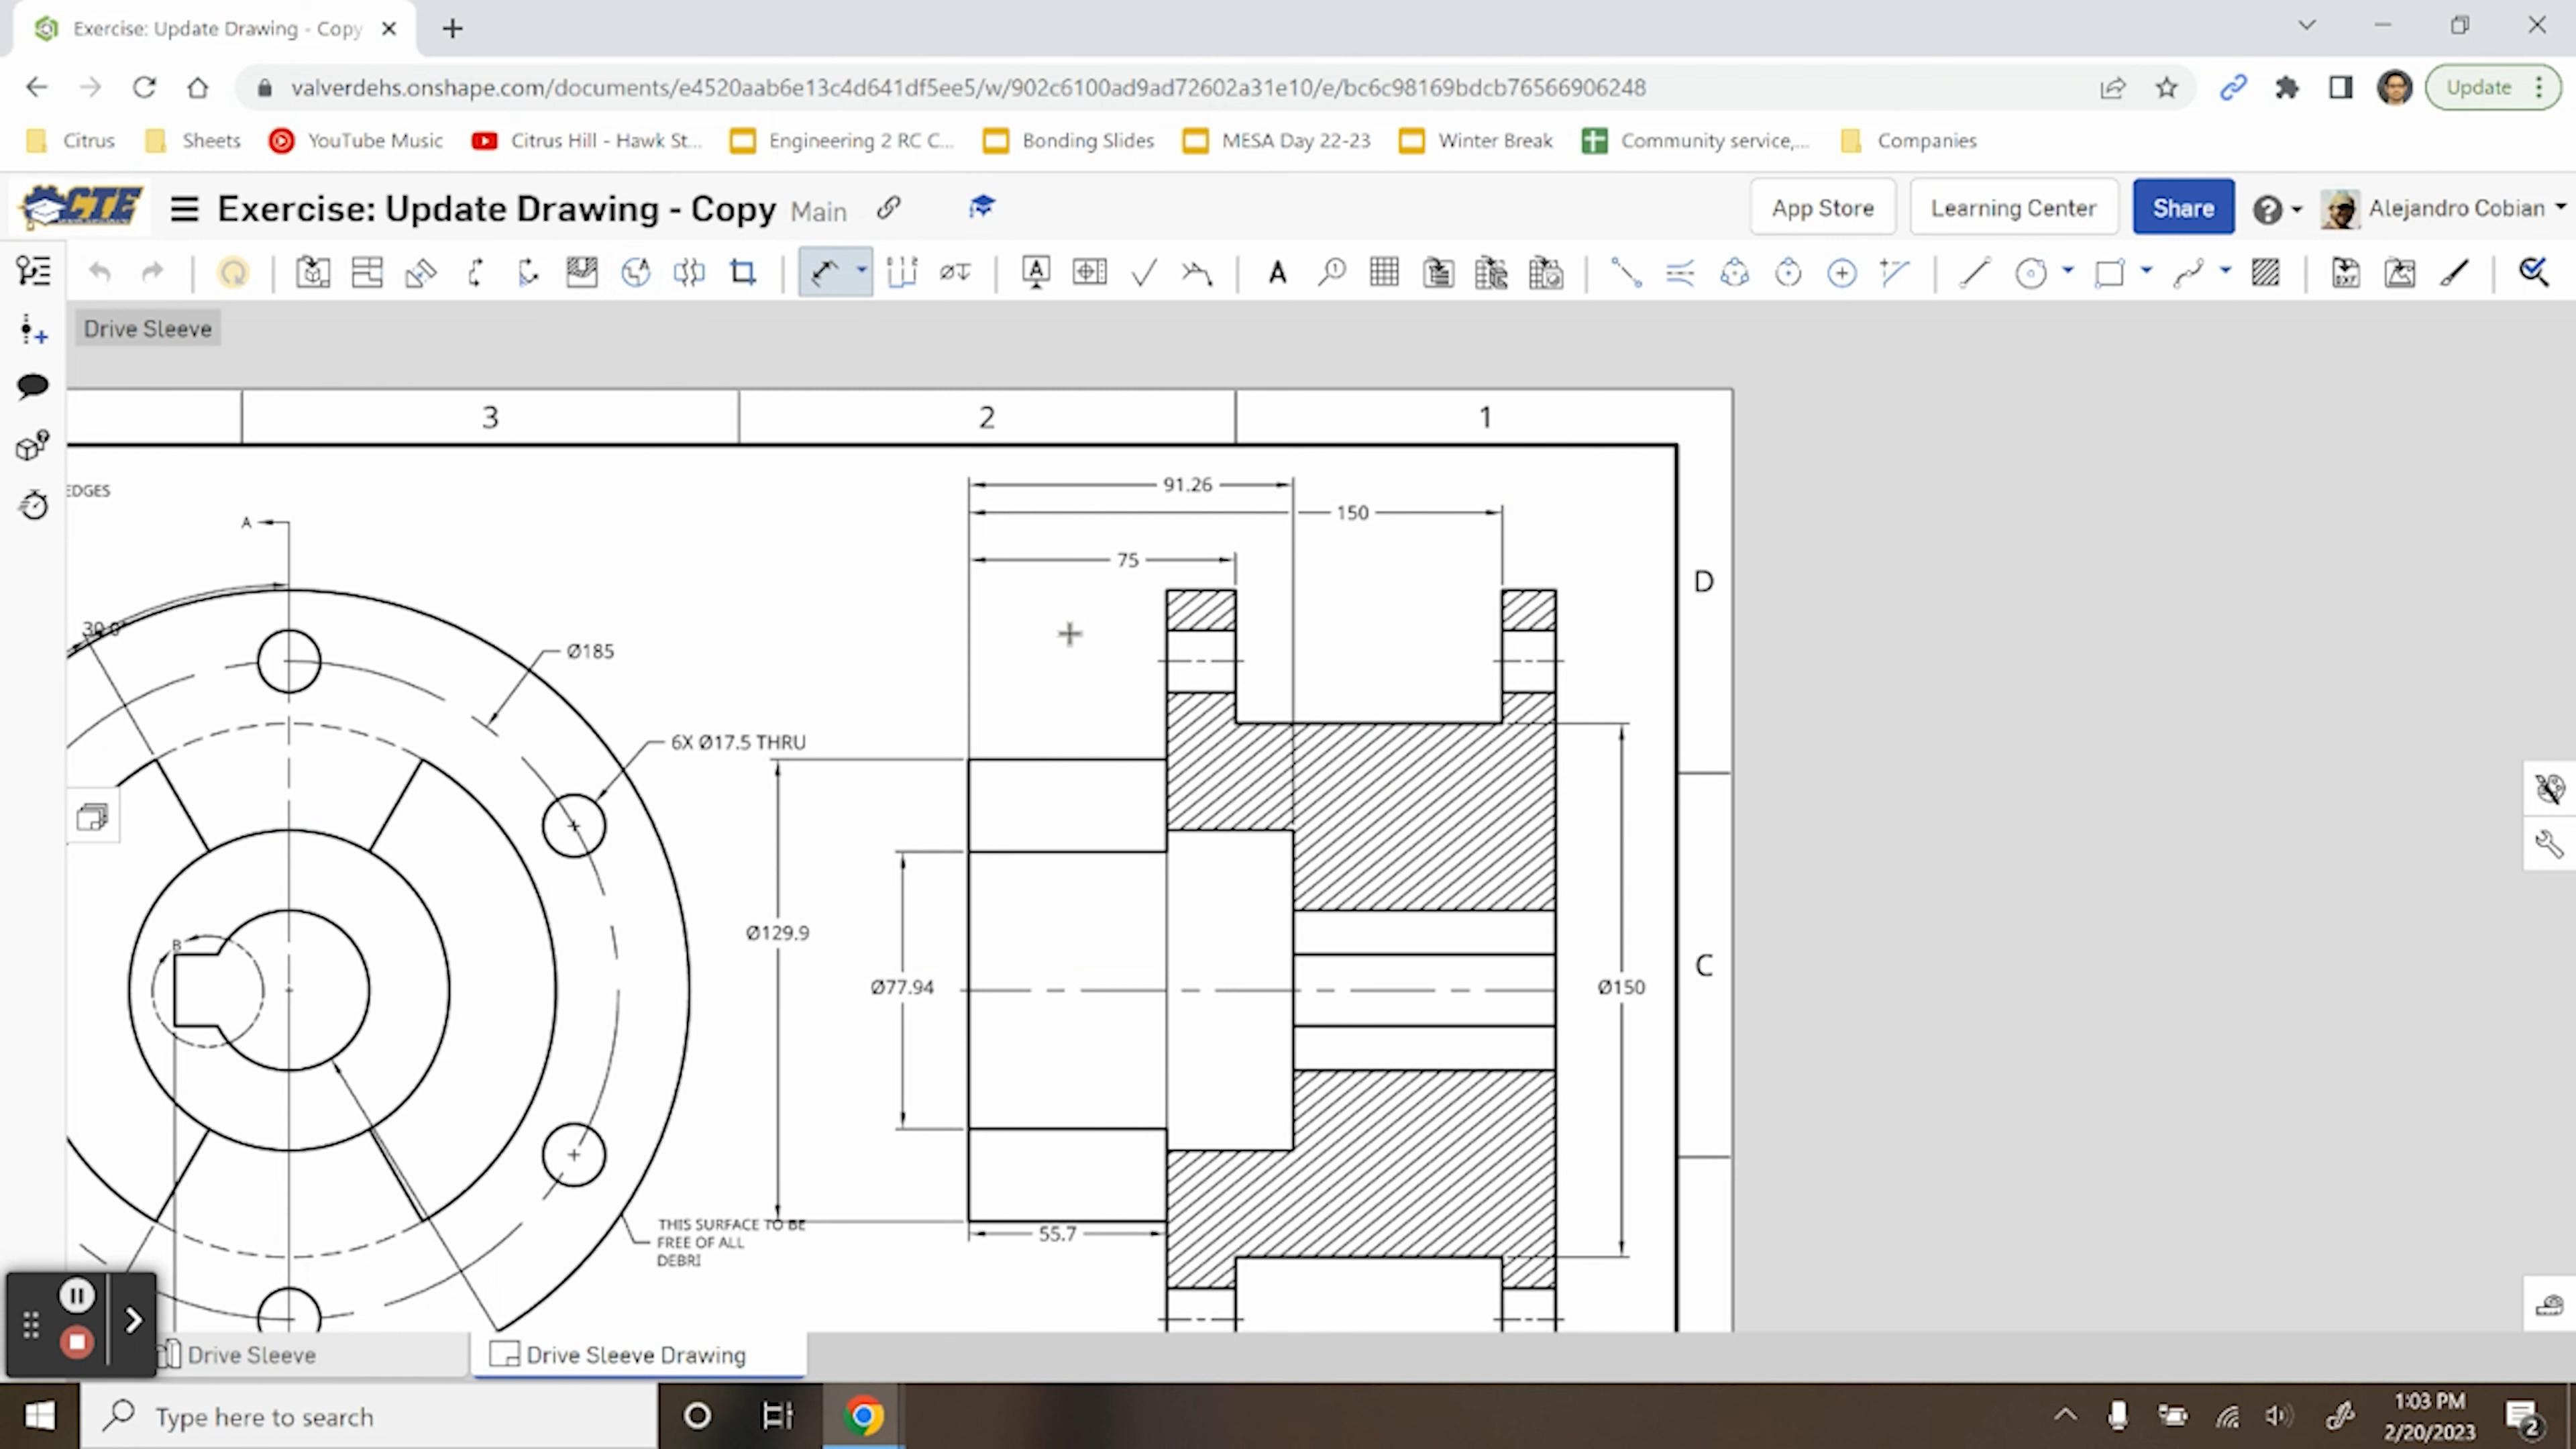 Exercise: Update Drawing - Copy
valverdehs.onshape.com/documents/e4520aab6e13c4d641df5ee5/w/902c6100ad9ad72602a31e10/e/bc6c98169bdcb76566906248
Update
Citrus
Sheets
YouTube Music
Citrus Hill - Hawk St...
Engineering 2 RC C...
Bonding Slides
MESA Day 22-23
Winter Break
Community service,...
Companies
CTE
Exercise: Update Drawing - Copy
Main
App Store
Learning Center
Share
Alejandro Cobian
Drive Sleeve
3
2
1
91.26
EDGES
150
A
75
D
30.0°
Ø185
6X Ø17.5 THRU
Ø129.9
B
C
Ø77.94
Ø150
THIS SURFACE TO BE
FREE OF ALL
DEBRI
55.7
Drive Sleeve
Drive Sleeve Drawing
Type here to search
1:03 PM
2/20/2023
2